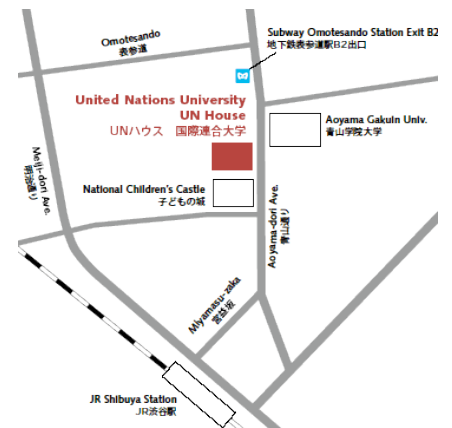 Omotesando
表参道
Subway Omotesando Station Exit B2
地下鉄表参道駅B2出口
United Nations University
UN House
UNハウス 国際連合大学
Aoyama Gakuin Univ.
青山学院大学
Meiji-dori Ave.
明治通り
National Children's Castle
子どもの城
Aoyama-dori Ave.
青山通り
Miyamasu-zaka
宮益坂
JR Shibuya Station
JR渋谷駅